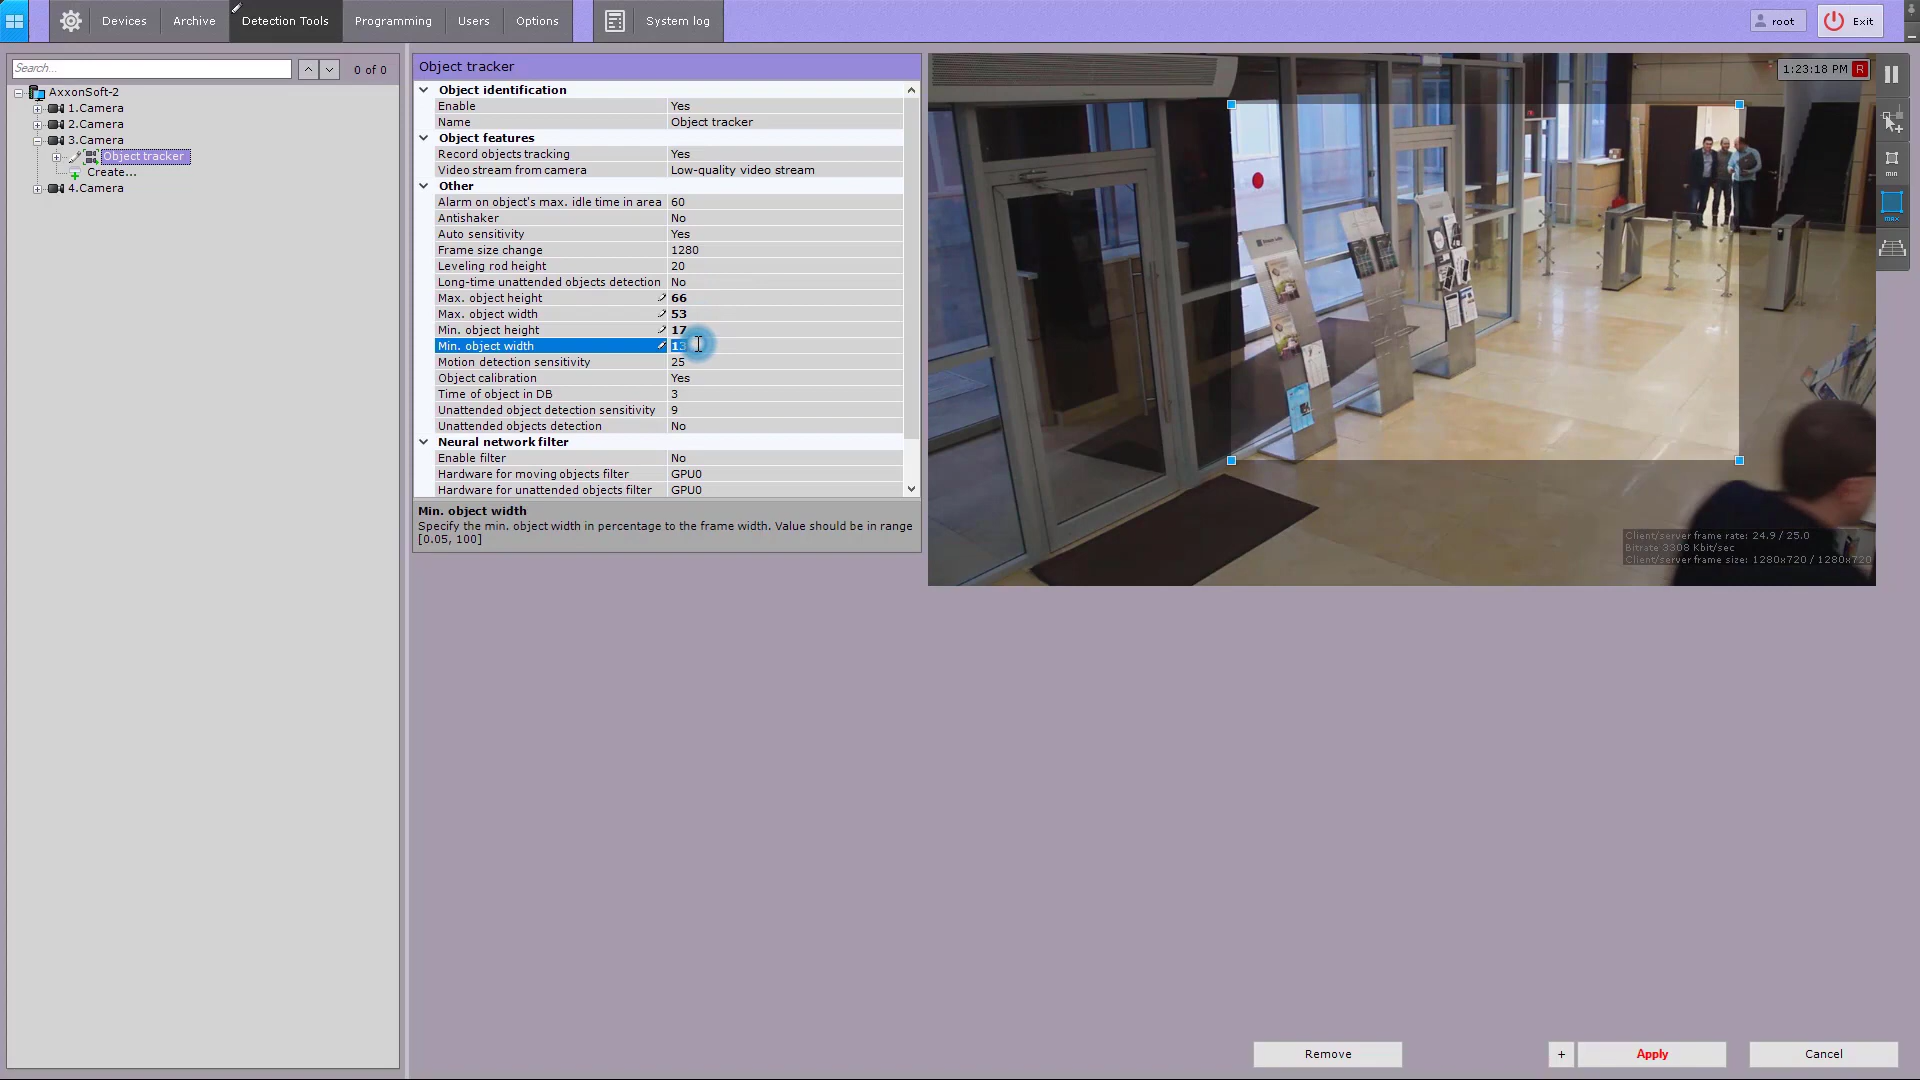 Devices
Archive
Detection Tools
Programming
Users
Options
System log
root
Exit
Search...
0 of 0
AxxonSoft-2
1.Camera
2.Camera
3.Camera
Object tracker
Create...
4.Camera
Object tracker
Object identification
Enable Yes
Name Object tracker
Object features
Record objects tracking Yes
Video stream from camera Low-quality video stream
Other
Alarm on object's max. idle time in area 60
Antishaker No
Auto sensitivity Yes
Frame size change 1280
Leveling rod height 20
Long-time unattended objects detection No
Max. object height 66
Max. object width 53
Min. object height 17
Min. object width 13
Motion detection sensitivity 25
Object calibration Yes
Time of object in DB 3
Unattended object detection sensitivity 9
Unattended objects detection No
Neural network filter
Enable filter No
Hardware for moving objects filter GPU0
Hardware for unattended objects filter GPU0
Min. object width
Specify the min. object width in percentage to the frame width. Value should be in range
[0.05, 100]
1:23:18 PM R
min
max
Client/server frame rate: 24.9 / 25.0
Bitrate 3308 Kbit/sec
Client/server frame size: 1280x720 / 1280x720
Remove
+
Apply
Cancel